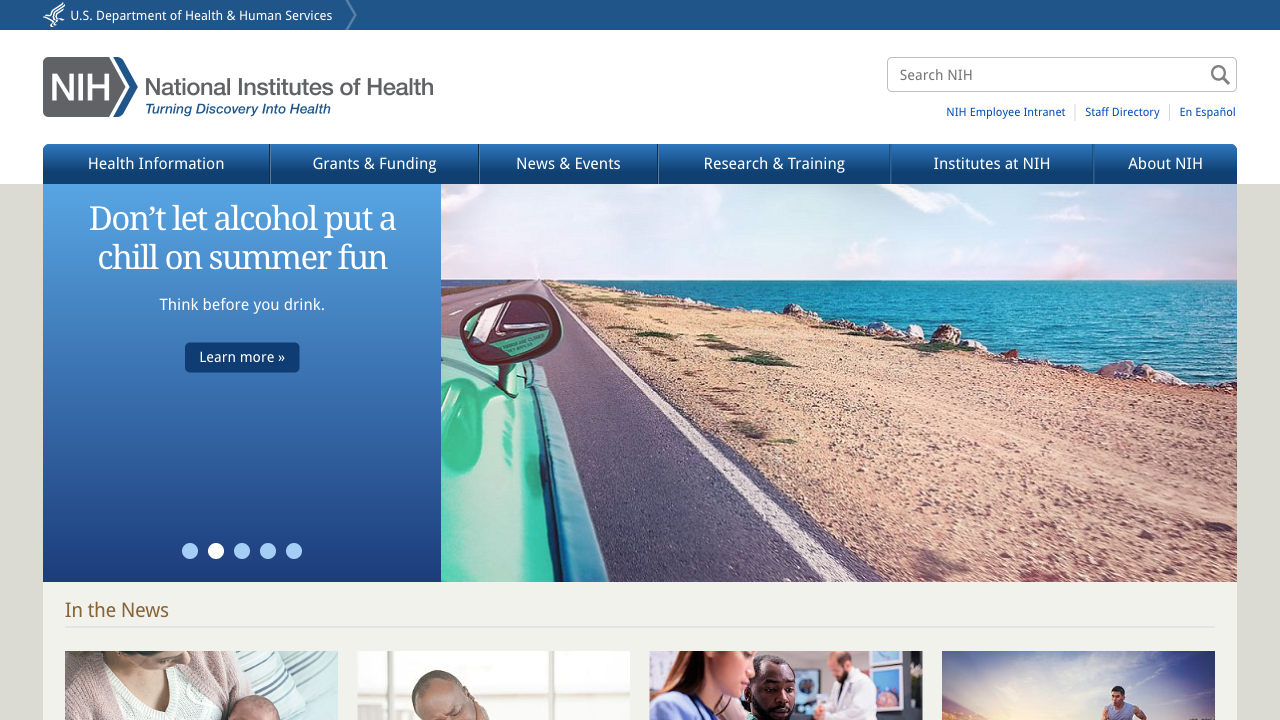 U.S. Department of Health & Human Services
NIH National Institutes of Health
Turning Discovery Into Health
Search NIH
NIH Employee Intranet
Staff Directory
En Español
Health Information
Grants & Funding
News & Events
Research & Training
Institutes at NIH
About NIH
Don’t let alcohol put a
chill on summer fun
Think before you drink.
Learn more »
In the News